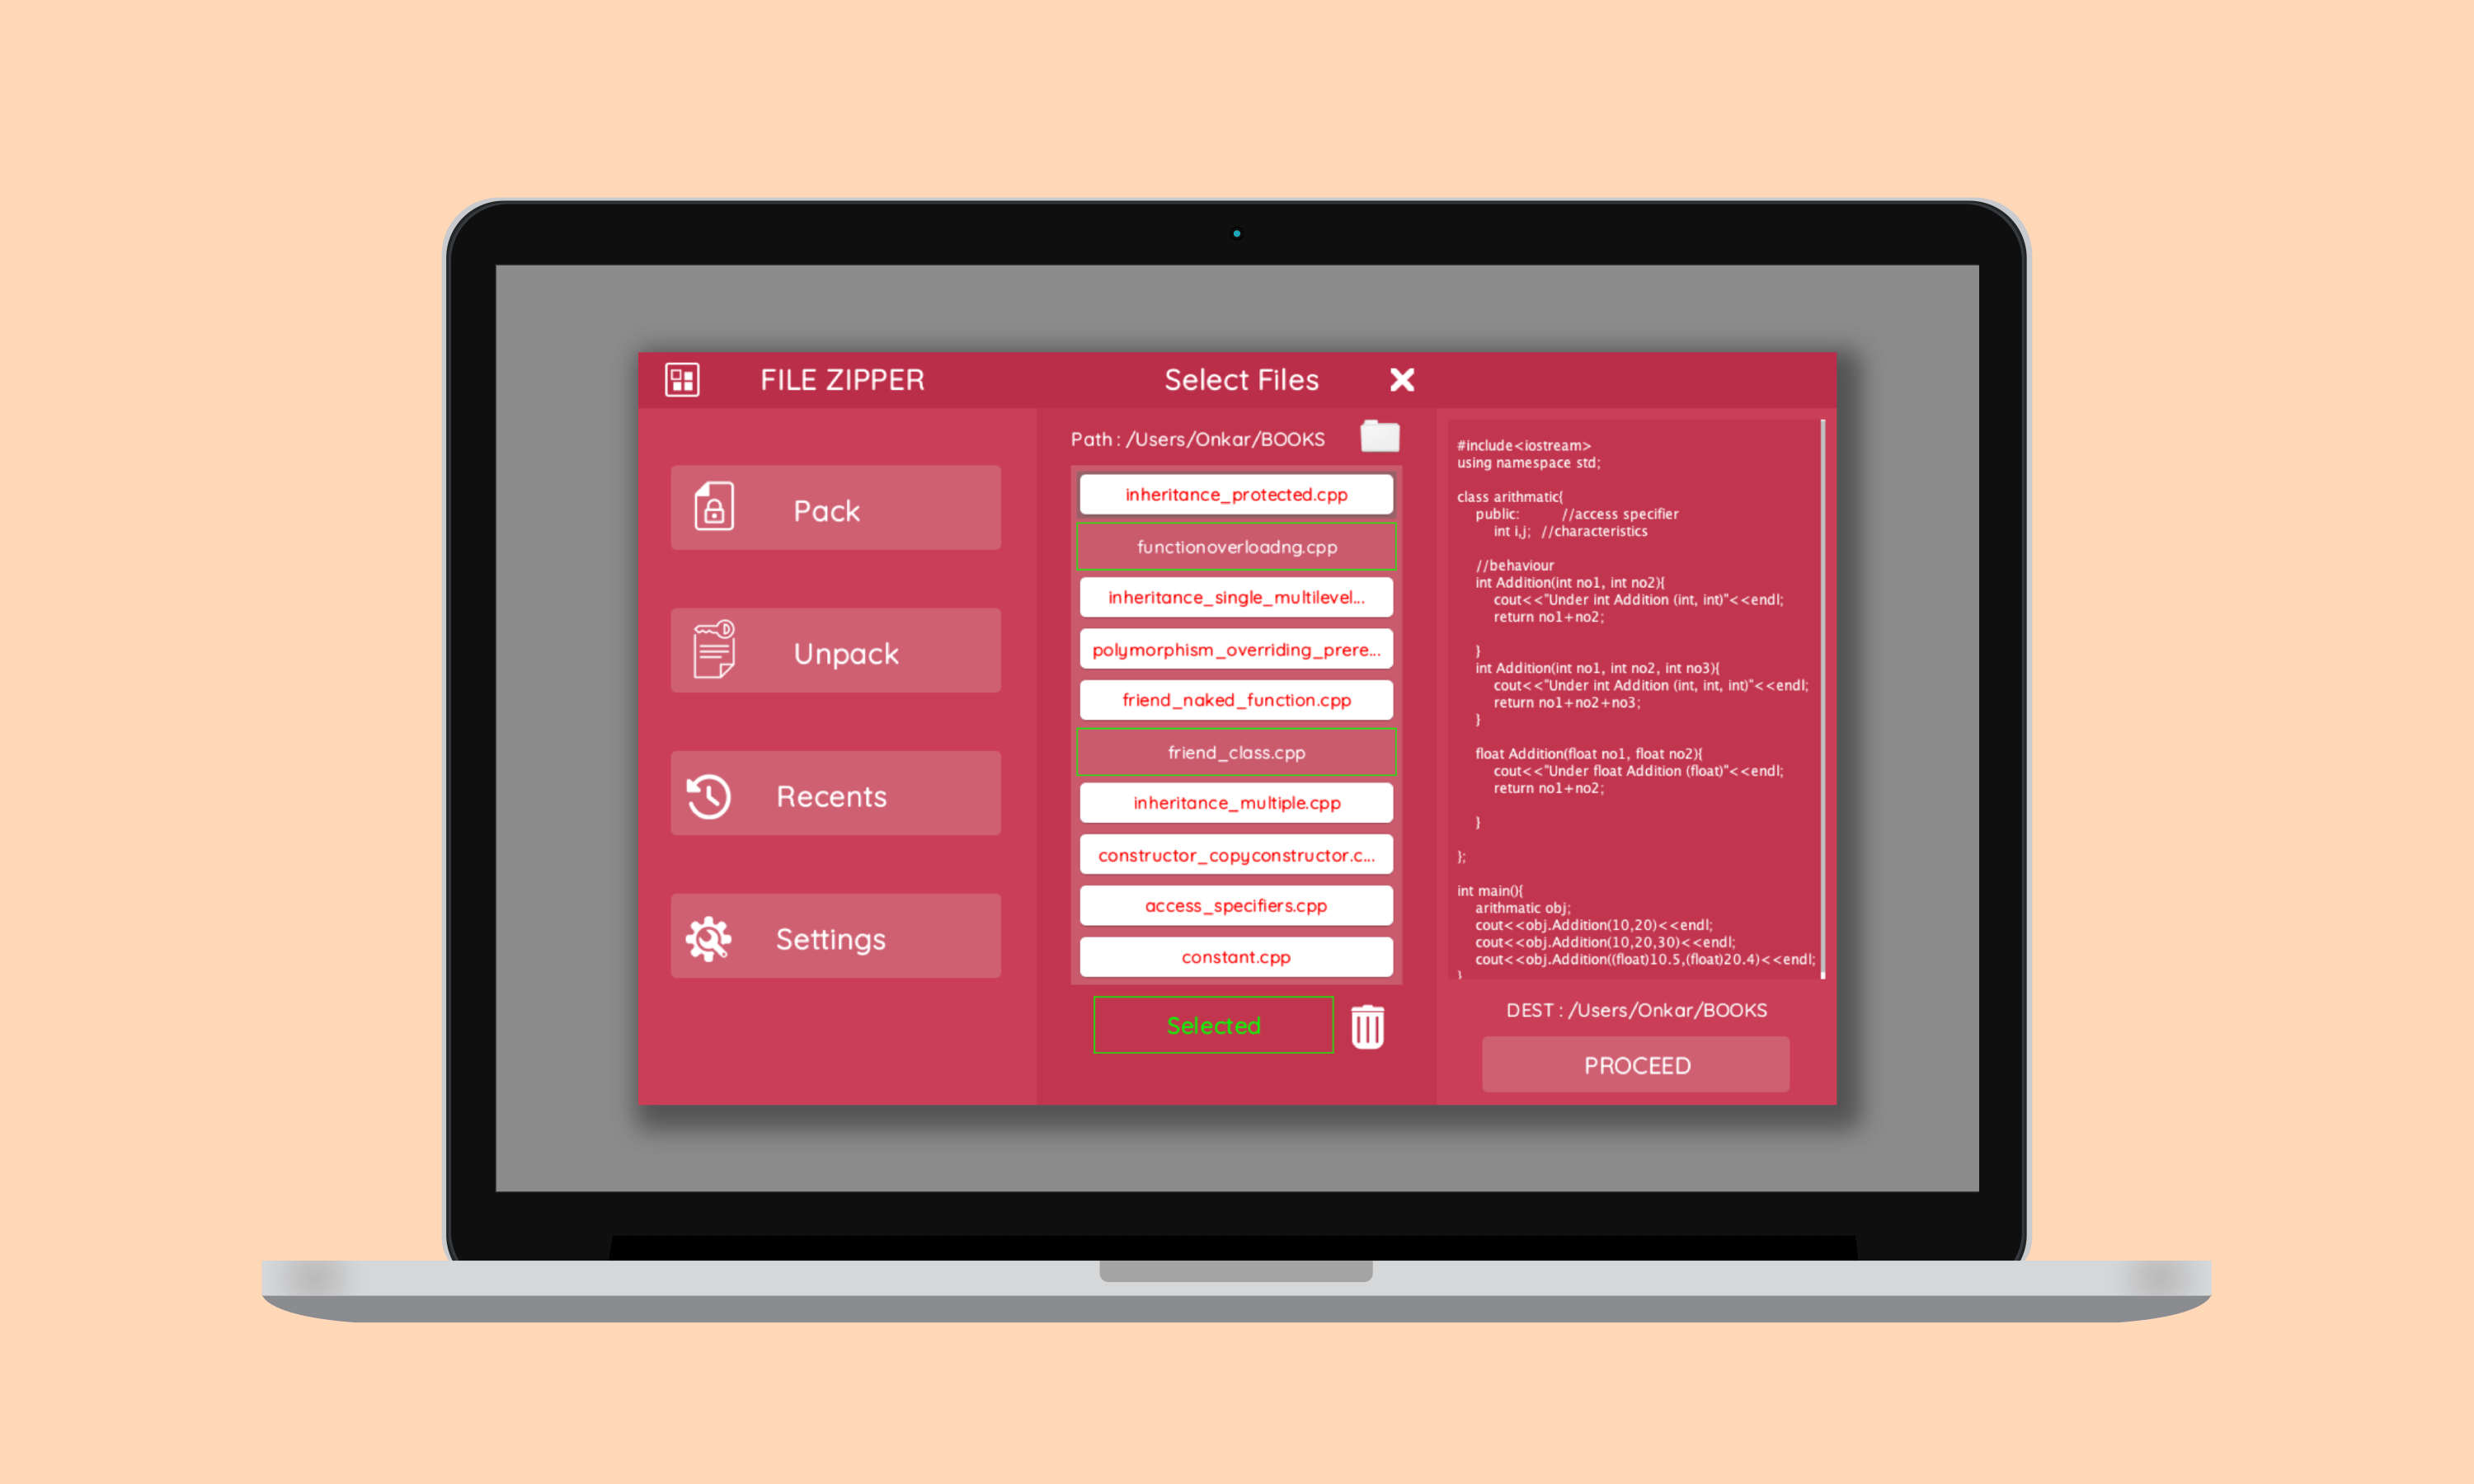 FILE ZIPPER
Select Files
Pack
Unpack
Recents
Settings
Path : /Users/Onkar/BOOKS
inheritance_protected.cpp
functionoverloadng.cpp
inheritance_single_multilevel...
polymorphism_overriding_prere...
friend_naked_function.cpp
friend_class.cpp
inheritance_multiple.cpp
constructor_copyconstructor.c...
access_specifiers.cpp
constant.cpp
Selected
#include<iostream>
using namespace std;
class arithmatic{
public: //access specifier
int i,j; //characteristics
//behaviour
int Addition(int no1, int no2){
cout<<"Under int Addition (int, int)"<<endl;
return no1+no2;
}
int Addition(int no1, int no2, int no3){
cout<<"Under int Addition (int, int, int)"<<endl;
return no1+no2+no3;
}
float Addition(float no1, float no2){
cout<<"Under float Addition (float)"<<endl;
return no1+no2;
}
};
int main(){
arithmatic obj;
cout<<obj.Addition(10,20)<<endl;
cout<<obj.Addition(10,20,30)<<endl;
cout<<obj.Addition((float)10.5,(float)20.4)<<endl;
}
DEST : /Users/Onkar/BOOKS
PROCEED